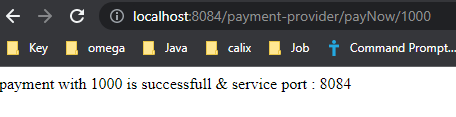 localhost:8084/payment-provider/payNow/1000
Key omega Java calix Job Command Prompt...
payment with 1000 is successfull & service port : 8084